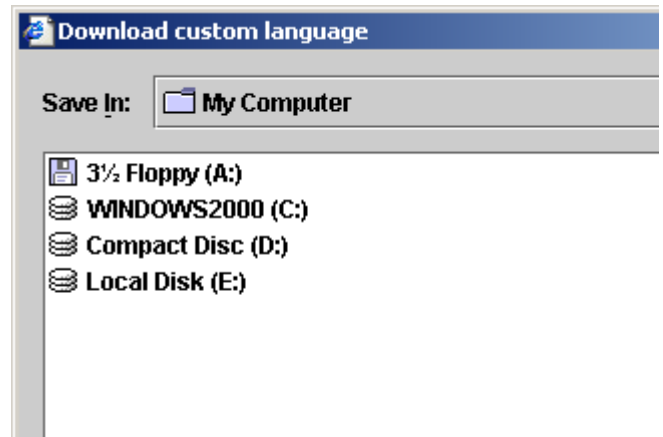 Download custom language
Save In: My Computer
3½ Floppy (A:)
WINDOWS2000 (C:)
Compact Disc (D:)
Local Disk (E:)